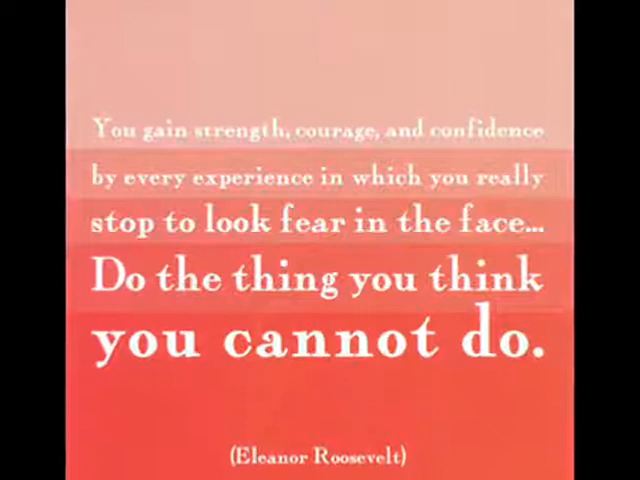 You gain strength, courage, and confidence
by every experience in which you really
stop to look fear in the face...
Do the thing you think
you cannot do.
(Eleanor Roosevelt)